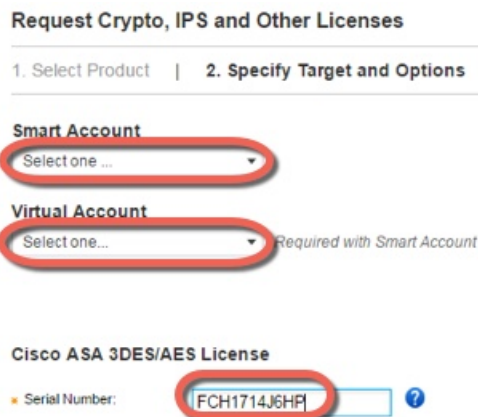 Request Crypto, IPS and Other Licenses
1. Select Product | 2. Specify Target and Options
Smart Account
Select one ...
Virtual Account
Select one... Required with Smart Account
Cisco ASA 3DES/AES License
* Serial Number: FCH1714J6HP ?